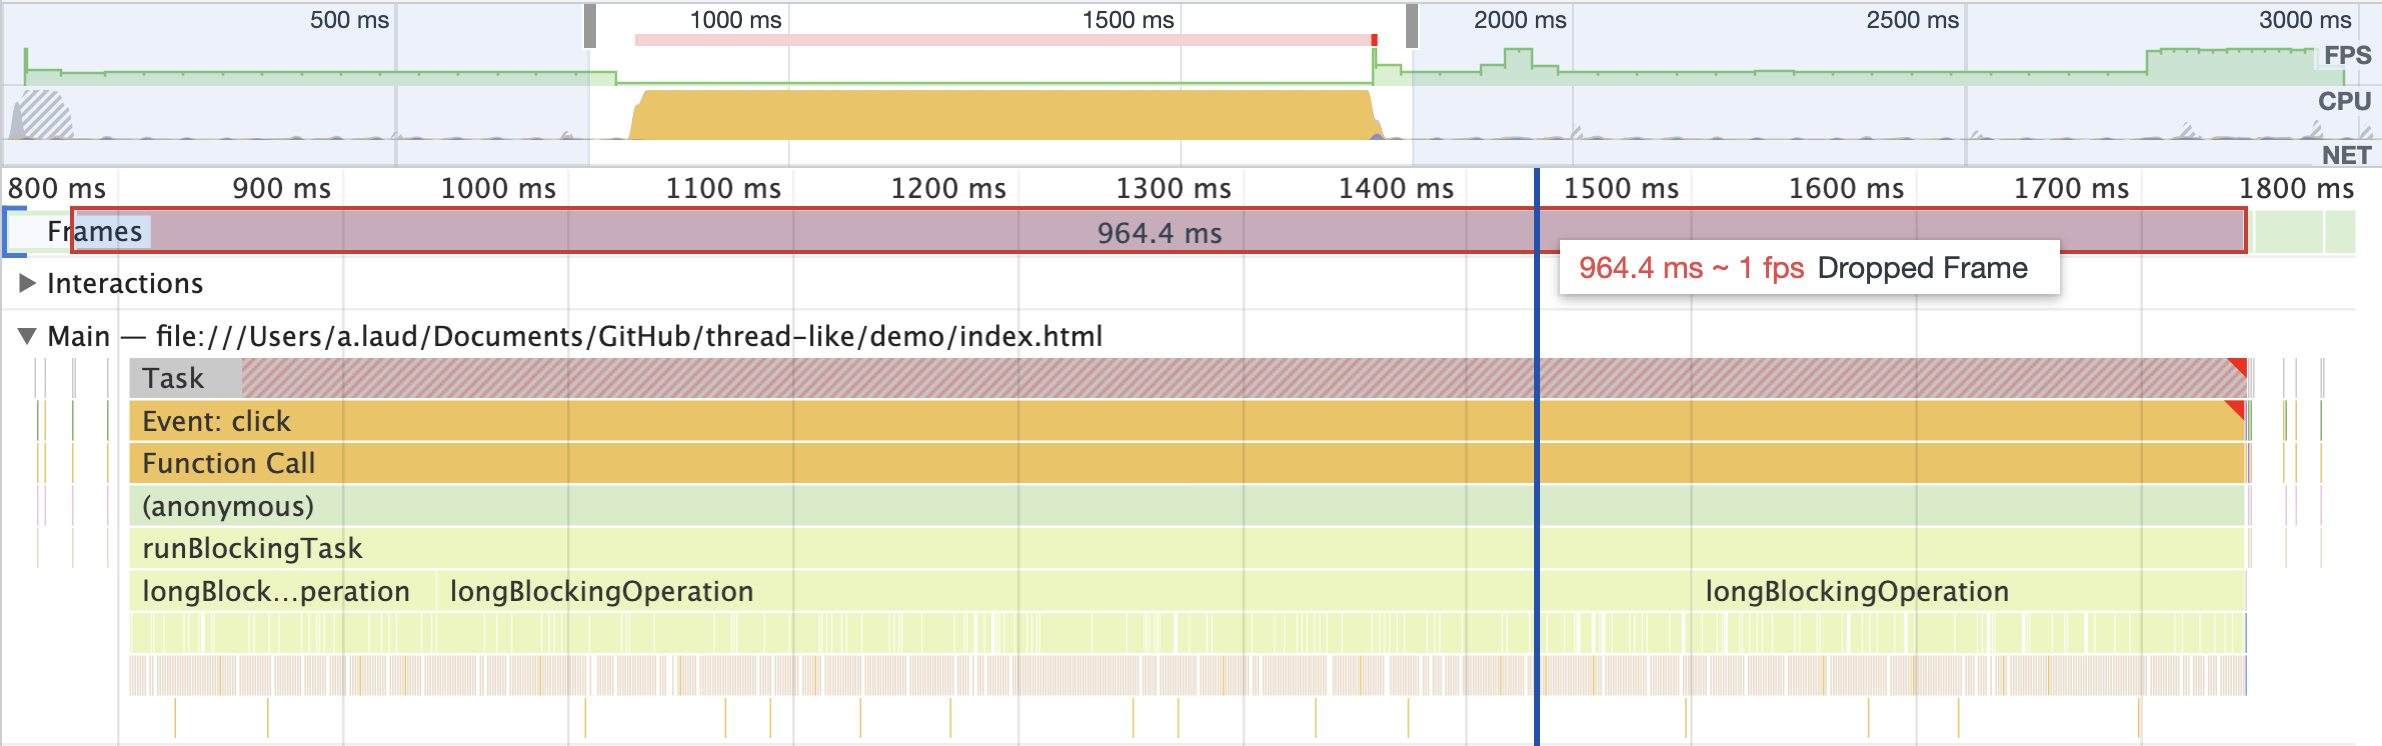 500 ms 1000 ms 1500 ms 2000 ms 2500 ms 3000 ms
FPS
CPU
NET
800 ms 900 ms 1000 ms 1100 ms 1200 ms 1300 ms 1400 ms 1500 ms 1600 ms 1700 ms 1800 ms
Frames 964.4 ms
964.4 ms ~ 1 fps Dropped Frame
Interactions
Main — file:///Users/a.laud/Documents/GitHub/thread-like/demo/index.html
Task
Event: click
Function Call
(anonymous)
runBlockingTask
longBlock...peration longBlockingOperation longBlockingOperation